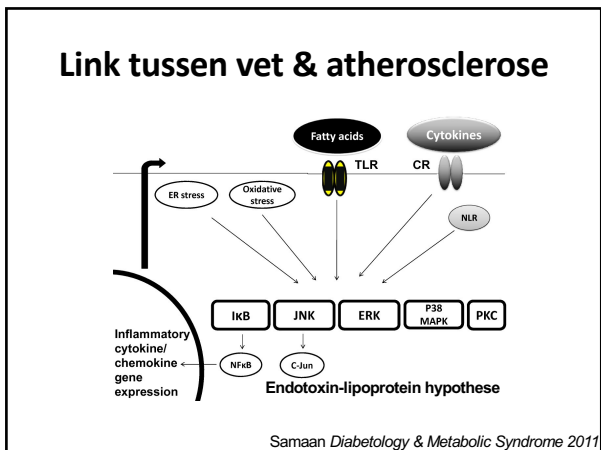 Link tussen vet & atherosclerose
Fatty acids
Cytokines
TLR
CR
ER stress
Oxidative
stress
NLR
IκB
JNK
ERK
P38
MAPK
PKC
Inflammatory
cytokine/
chemokine
gene
expression
NFκB
C-Jun
Endotoxin-lipoprotein hypothese
Samaan Diabetology & Metabolic Syndrome 2011